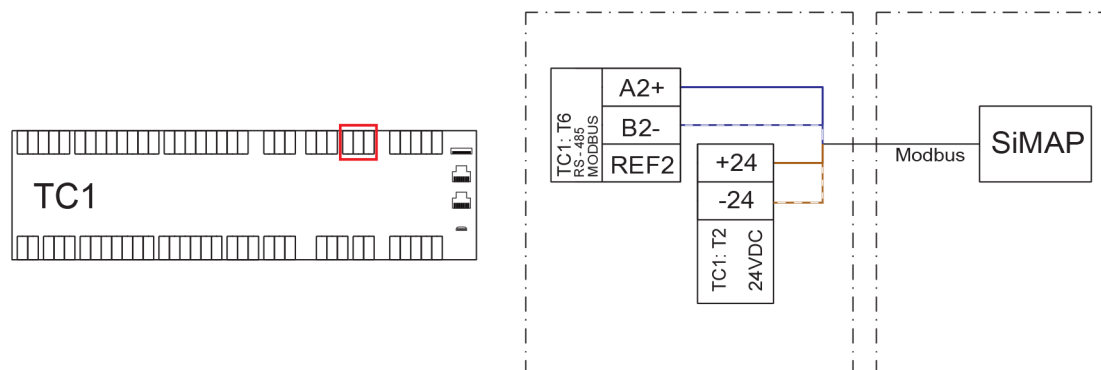 TC1
TC1: T6
RS - 485
MODBUS
A2+
B2-
REF2
+24
-24
TC1: T2
24VDC
Modbus
SiMAP